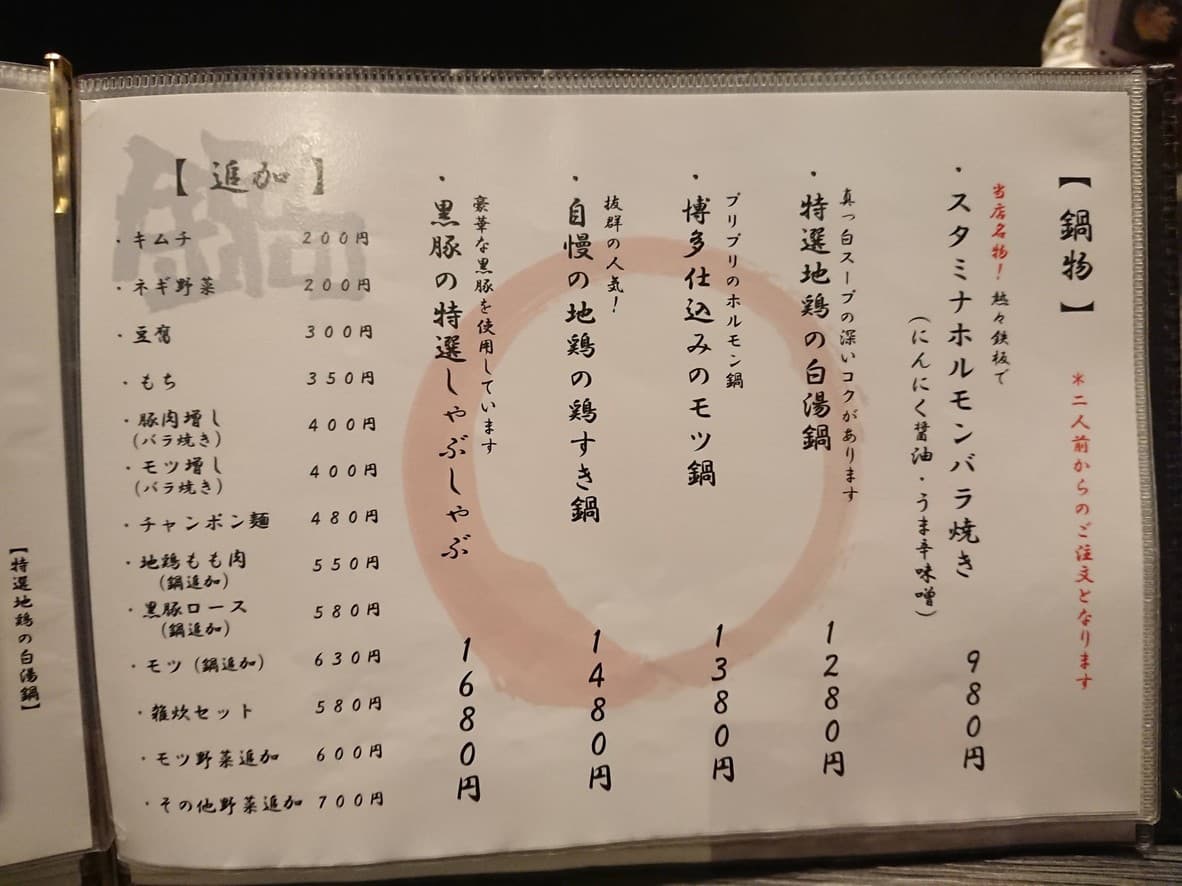 【鍋物】
＊二人前からのご注文となります
当店名物！熱々鉄板で
・スタミナホルモンバラ焼き 980円
（にんにく醤油・うま辛味噌）
真っ白スープの深いコクがあります
・特選地鶏の白湯鍋 1280円
プリプリのホルモン鍋
・博多仕込みのモツ鍋 1380円
抜群の人気！
・自慢の地鶏の鶏すき鍋 1480円
豪華な黒豚を使用しています
・黒豚の特選しゃぶしゃぶ 1680円
鍋
【追加】
・キムチ 200円
・ネギ野菜 200円
・豆腐 300円
・もち 350円
・豚肉増し 400円
（バラ焼き）
・モツ増し 400円
（バラ焼き）
・チャンポン麺 480円
・地鶏もも肉 550円
（鍋追加）
・黒豚ロース 580円
（鍋追加）
・モツ（鍋追加） 630円
・雑炊セット 580円
・モツ野菜追加 600円
・その他野菜追加 700円
【特選地鶏の白湯鍋】